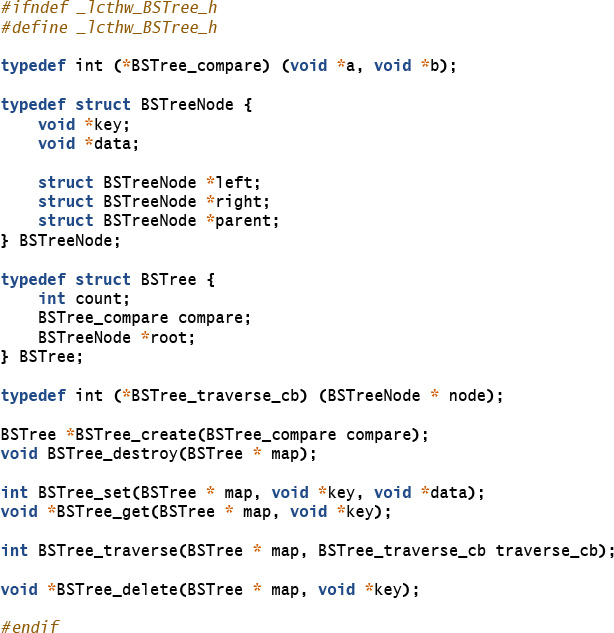 #ifndef _lcthw_BSTree_h
#define _lcthw_BSTree_h

typedef int (*BSTree_compare) (void *a, void *b);

typedef struct BSTreeNode {
    void *key;
    void *data;

    struct BSTreeNode *left;
    struct BSTreeNode *right;
    struct BSTreeNode *parent;
} BSTreeNode;

typedef struct BSTree {
    int count;
    BSTree_compare compare;
    BSTreeNode *root;
} BSTree;

typedef int (*BSTree_traverse_cb) (BSTreeNode * node);

BSTree *BSTree_create(BSTree_compare compare);
void BSTree_destroy(BSTree * map);

int BSTree_set(BSTree * map, void *key, void *data);
void *BSTree_get(BSTree * map, void *key);

int BSTree_traverse(BSTree * map, BSTree_traverse_cb traverse_cb);

void *BSTree_delete(BSTree * map, void *key);

#endif